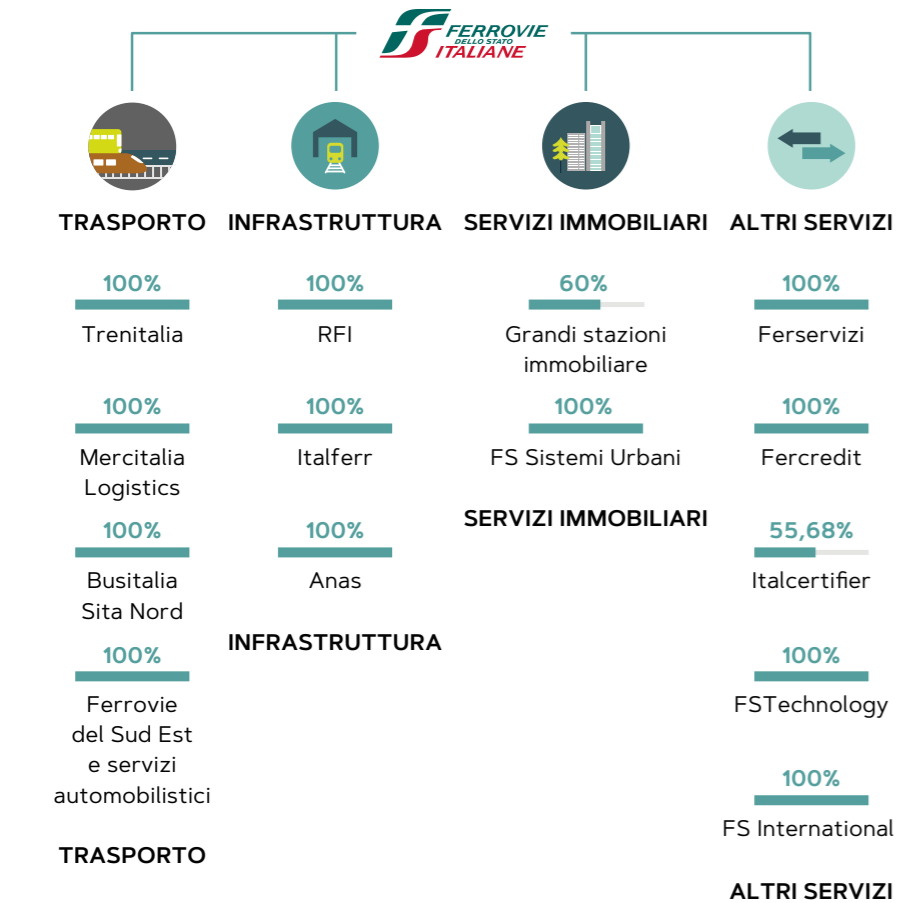 FERROVIE
DELLO STATO
ITALIANE
TRASPORTO
100%
Trenitalia
100%
Mercitalia
Logistics
100%
Busitalia
Sita Nord
100%
Ferrovie
del Sud Est
e servizi
automobilistici
TRASPORTO
INFRASTRUTTURA
100%
RFI
100%
Italferr
100%
Anas
INFRASTRUTTURA
SERVIZI IMMOBILIARI
60%
Grandi stazioni
immobiliare
100%
FS Sistemi Urbani
SERVIZI IMMOBILIARI
ALTRI SERVIZI
100%
Ferservizi
100%
Fercredit
55,68%
Italcertifier
100%
FSTechnology
100%
FS International
ALTRI SERVIZI